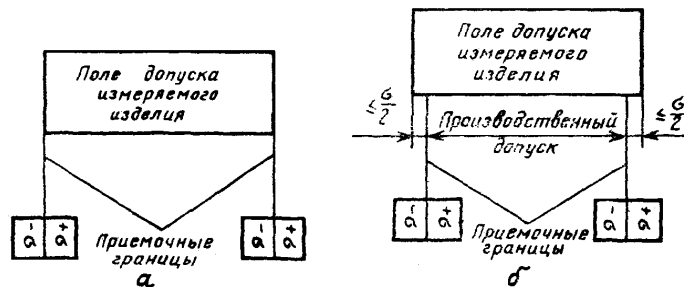 Поле допуска
измеряемого
изделия
-δ
+δ
-δ
+δ
Приемочные
границы
а
Поле допуска
измеряемого
изделия
≤ δ/2
Производственный
допуск
≤ δ/2
-δ
+δ
-δ
+δ
Приемочные
границы
б